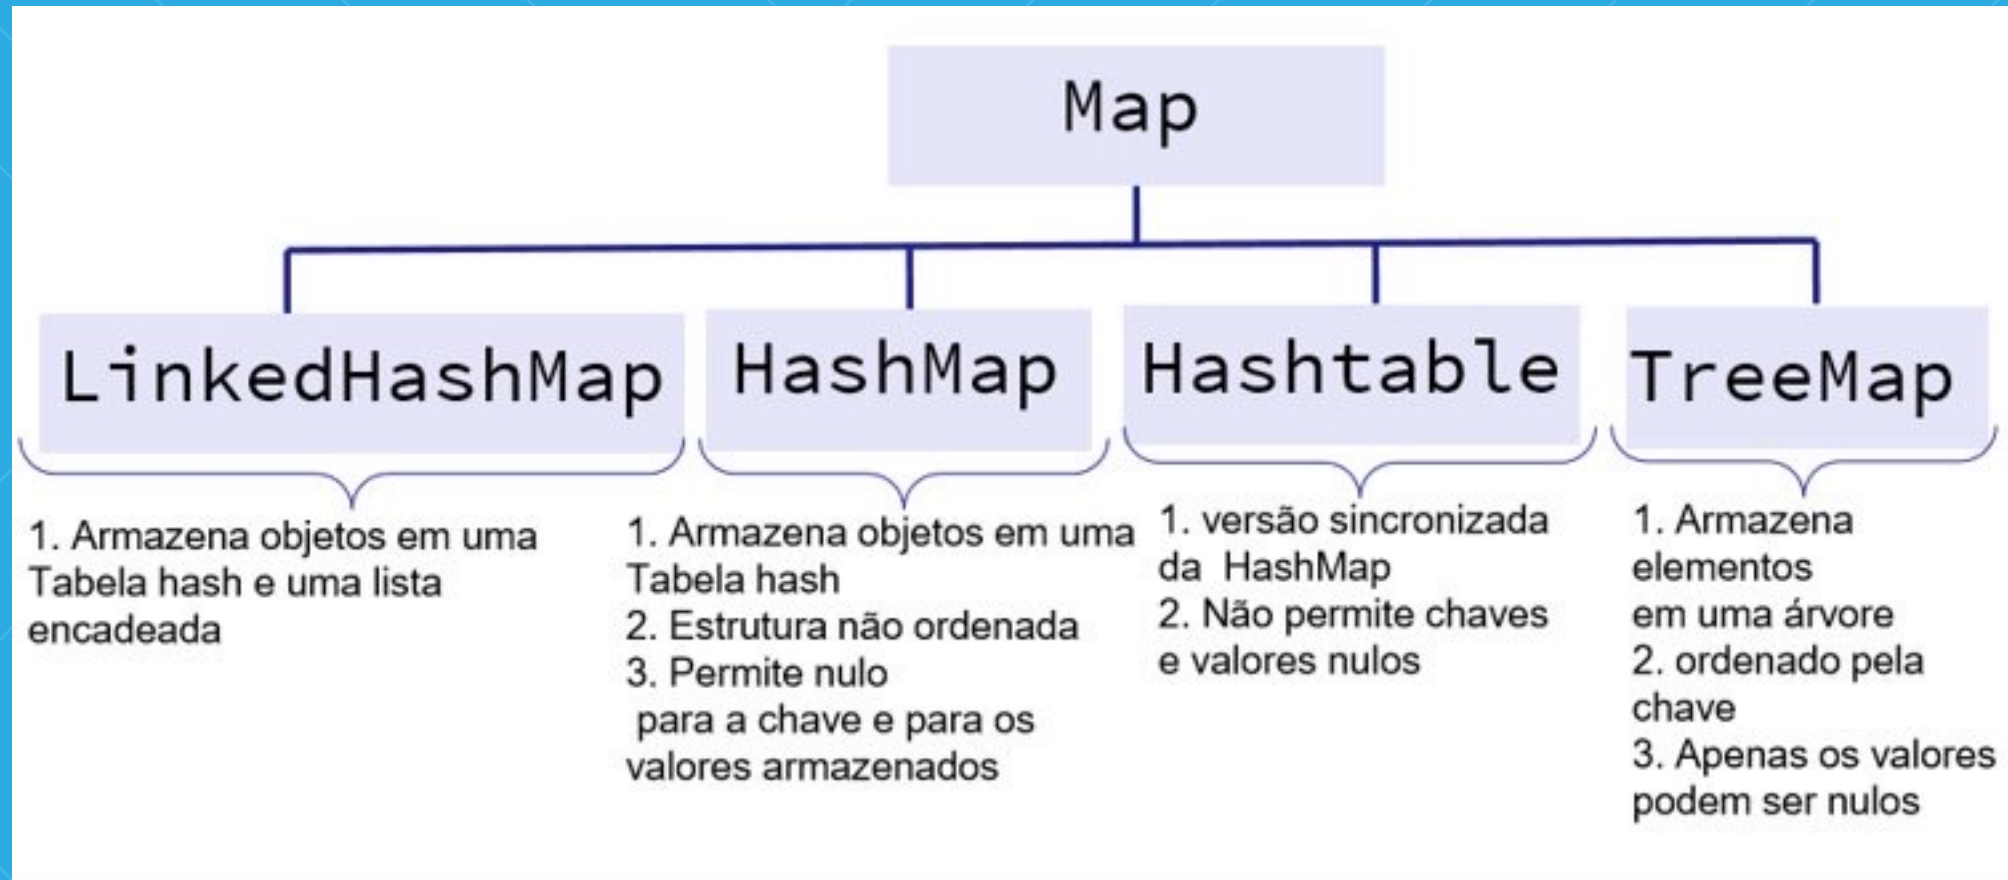 Map
LinkedHashMap
HashMap
Hashtable
TreeMap
1. Armazena objetos em uma
Tabela hash e uma lista
encadeada
1. Armazena objetos em uma
Tabela hash
2. Estrutura não ordenada
3. Permite nulo
para a chave e para os
valores armazenados
1. versão sincronizada
da HashMap
2. Não permite chaves
e valores nulos
1. Armazena
elementos
em uma árvore
2. ordenado pela
chave
3. Apenas os valores
podem ser nulos